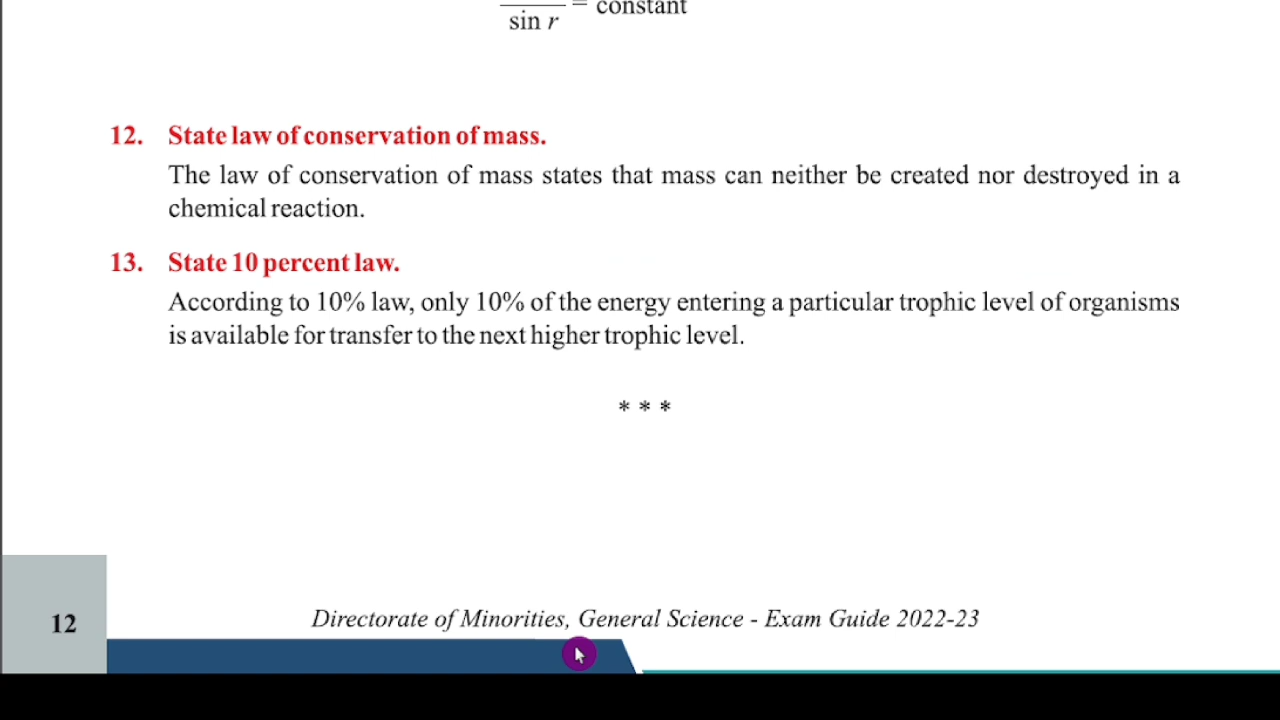 = constant
sin r
12. State law of conservation of mass.
The law of conservation of mass states that mass can neither be created nor destroyed in a
chemical reaction.
13. State 10 percent law.
According to 10% law, only 10% of the energy entering a particular trophic level of organisms
is available for transfer to the next higher trophic level.
* * *
12
Directorate of Minorities, General Science - Exam Guide 2022-23